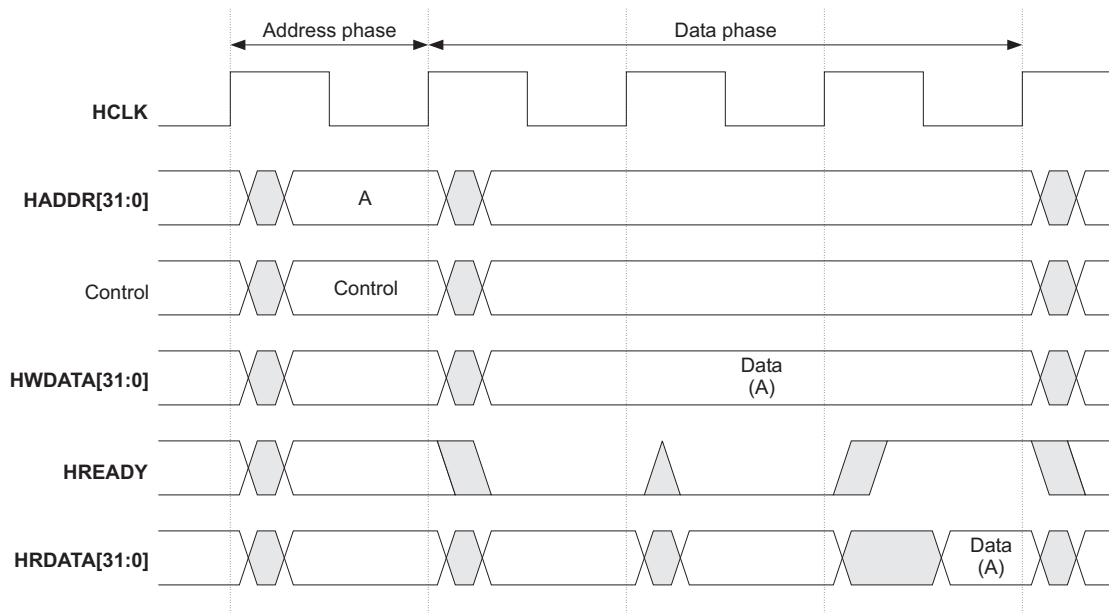 Address phase
Data phase
HCLK
HADDR[31:0]
A
Control
Control
HWDATA[31:0]
Data
(A)
HREADY
HRDATA[31:0]
Data
(A)